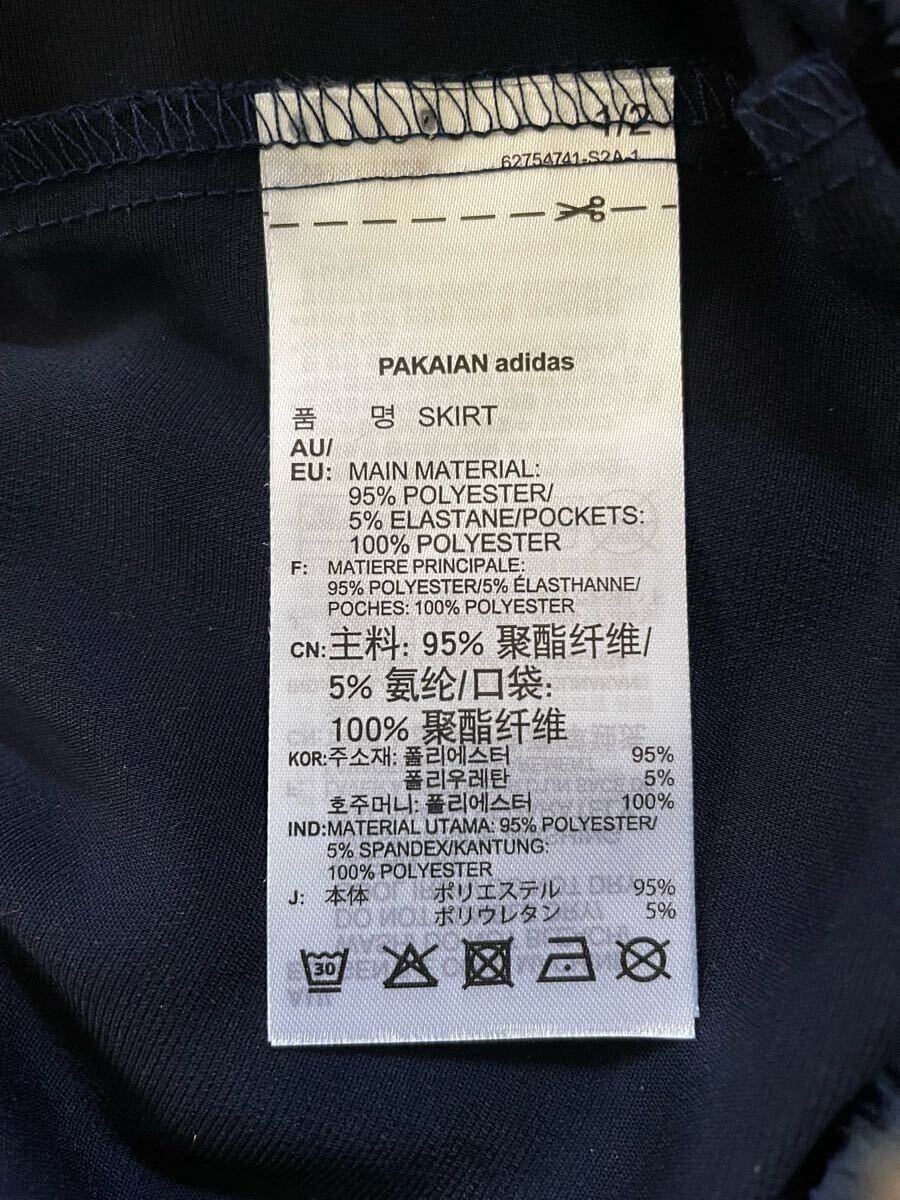 1/2
62754741-S2A-1
PAKAIAN adidas
품 명 SKIRT
AU/
EU: MAIN MATERIAL:
95% POLYESTER/
5% ELASTANE/POCKETS:
100% POLYESTER
F: MATIERE PRINCIPALE:
95% POLYESTER/5% ÉLASTHANNE/
POCHES: 100% POLYESTER
CN: 主料: 95% 聚酯纤维/
5% 氨纶/口袋:
100% 聚酯纤维
KOR: 주소재: 폴리에스터 95%
폴리우레탄 5%
호주머니: 폴리에스터 100%
IND: MATERIAL UTAMA: 95% POLYESTER/
5% SPANDEX/KANTUNG:
100% POLYESTER
J: 本体 ポリエステル 95%
ポリウレタン 5%
30